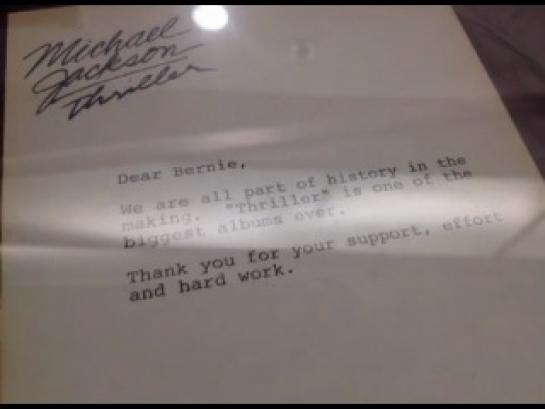 Michael
Jackson
Thriller
Dear Bernie,
We are all part of history in the
making. "Thriller" is one of the
biggest albums ever.
Thank you for your support, effort
and hard work.